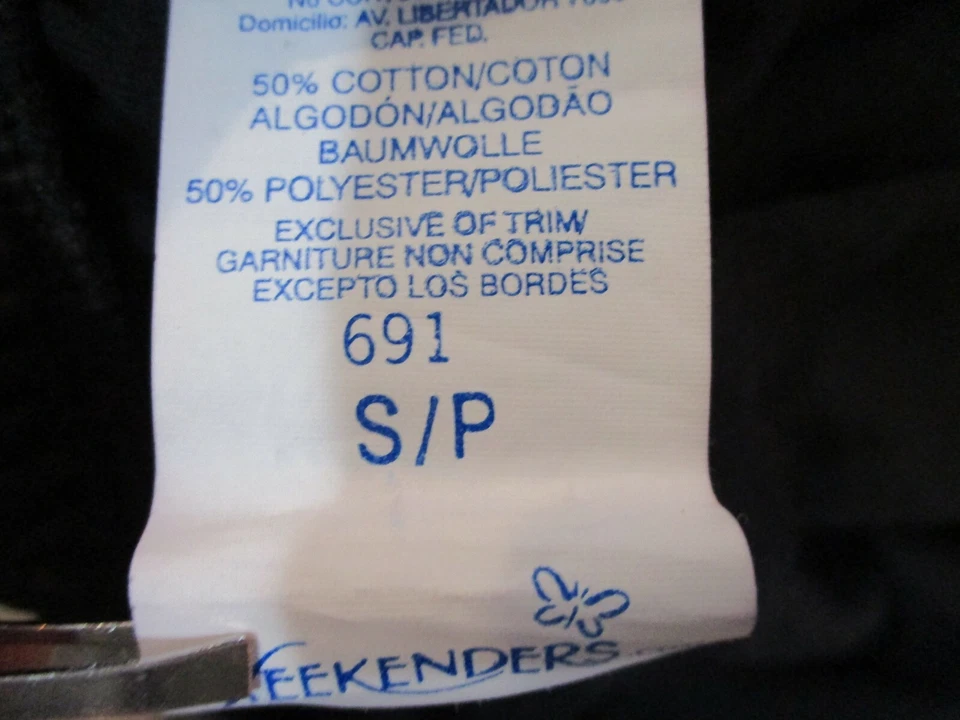 Domicilio: AV. LIBERTADOR
CAP. FED.
50% COTTON/COTON
ALGODÓN/ALGODÃO
BAUMWOLLE
50% POLYESTER/POLIESTER
EXCLUSIVE OF TRIM/
GARNITURE NON COMPRISE
EXCEPTO LOS BORDES
691
S/P
EEKENDERS